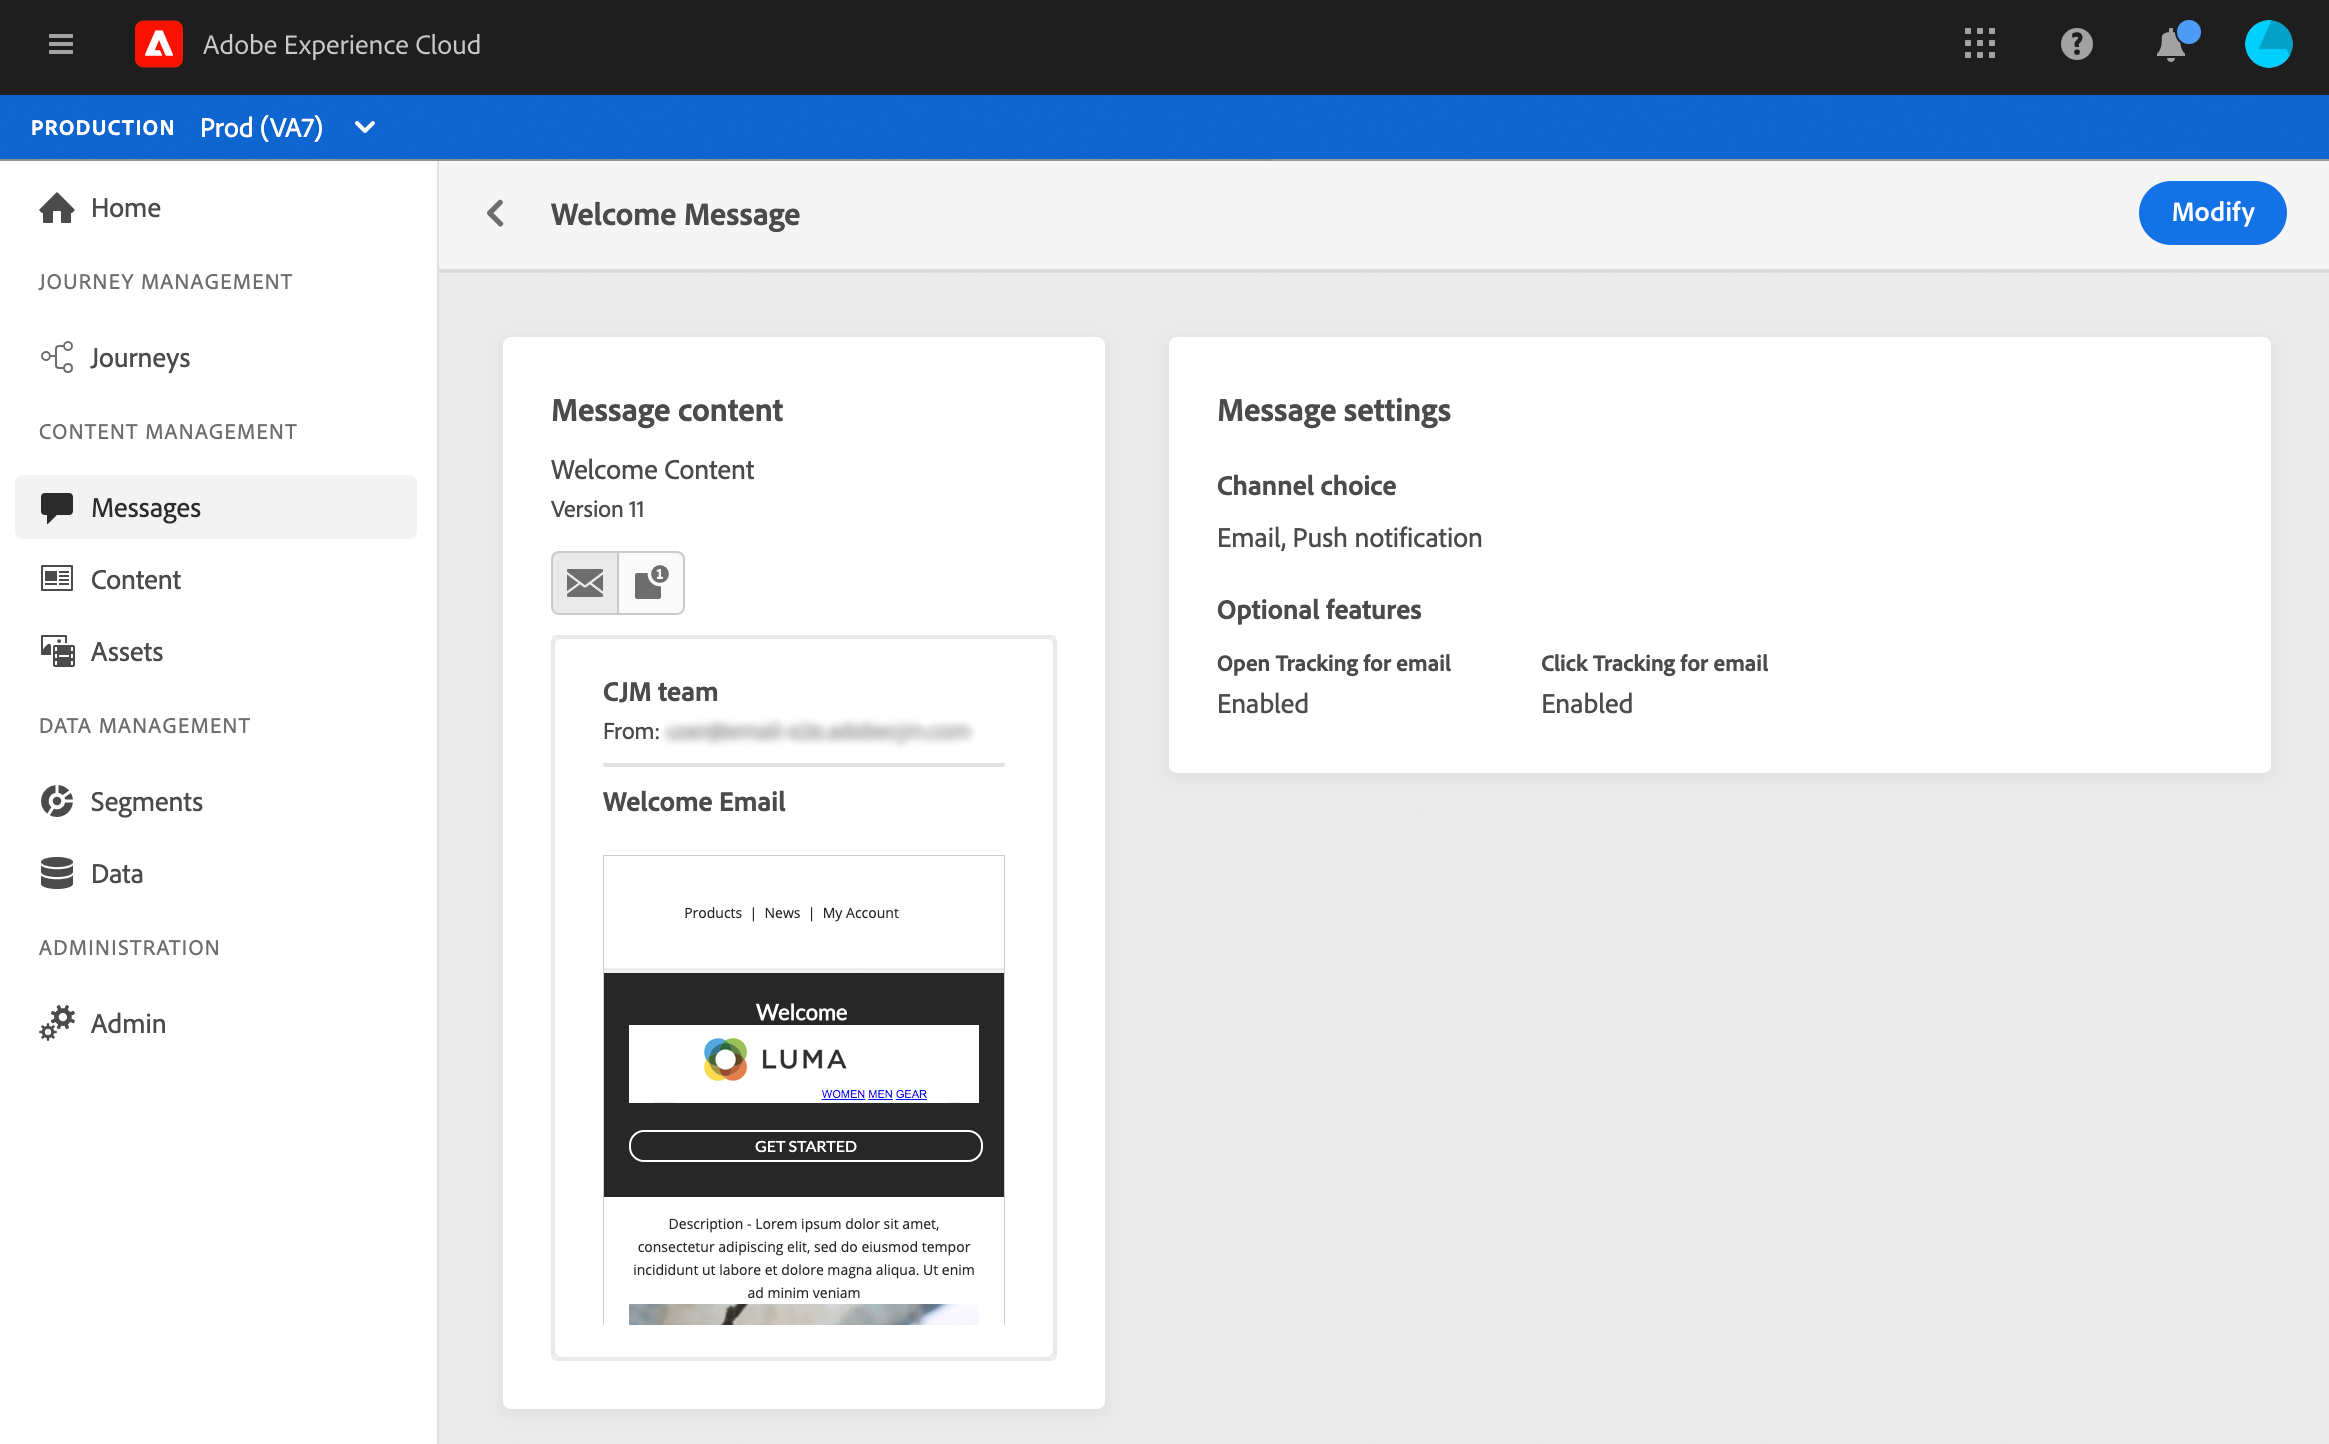 Adobe Experience Cloud
PRODUCTION Prod (VA7)
Home
JOURNEY MANAGEMENT
Journeys
CONTENT MANAGEMENT
Messages
Content
Assets
DATA MANAGEMENT
Segments
Data
ADMINISTRATION
Admin
Welcome Message
Modify
Message content
Welcome Content
Version 11
1
CJM team
From:
Welcome Email
Products | News | My Account
Welcome
LUMA
WOMEN MEN GEAR
GET STARTED
Description - Lorem ipsum dolor sit amet,
consectetur adipiscing elit, sed do eiusmod tempor
incididunt ut labore et dolore magna aliqua. Ut enim
ad minim veniam
Message settings
Channel choice
Email, Push notification
Optional features
Open Tracking for email
Enabled
Click Tracking for email
Enabled